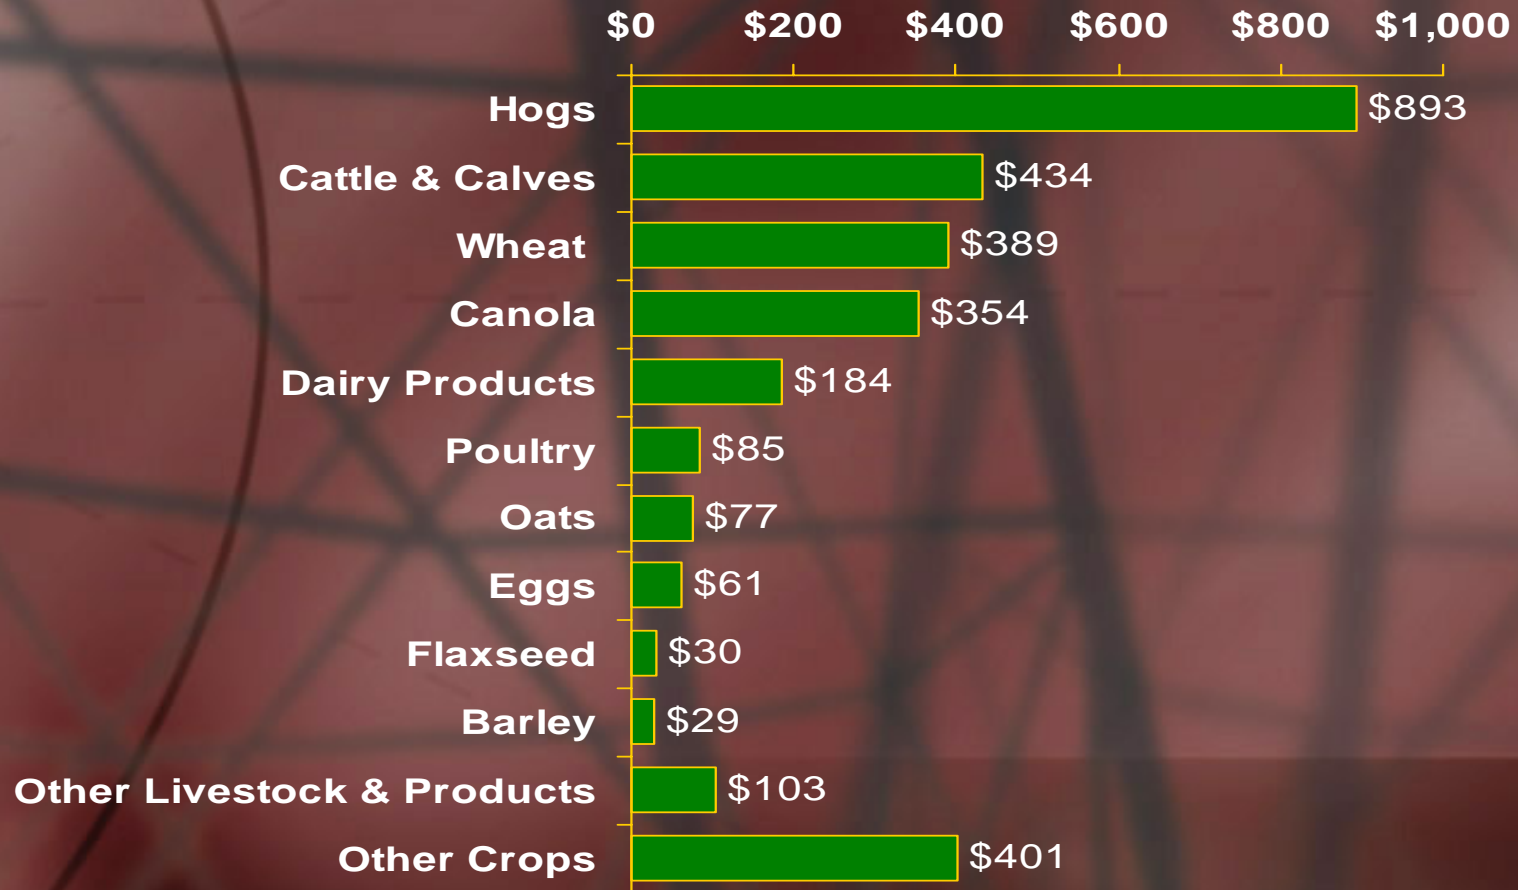 $0 $200 $400 $600 $800 $1,000
Hogs $893
Cattle & Calves $434
Wheat $389
Canola $354
Dairy Products $184
Poultry $85
Oats $77
Eggs $61
Flaxseed $30
Barley $29
Other Livestock & Products $103
Other Crops $401